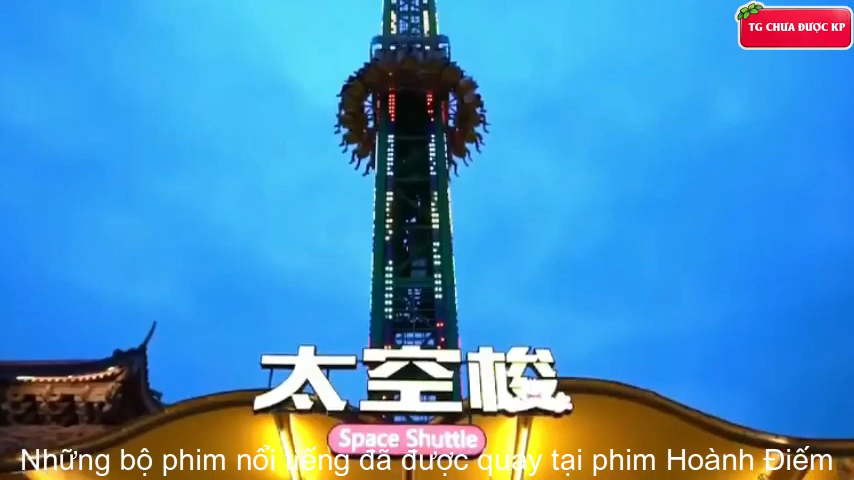 TG CHƯA ĐƯỢC KP
太空梭
Space Shuttle
Những bộ phim nổi tiếng đã được quay tại phim Hoành Điếm